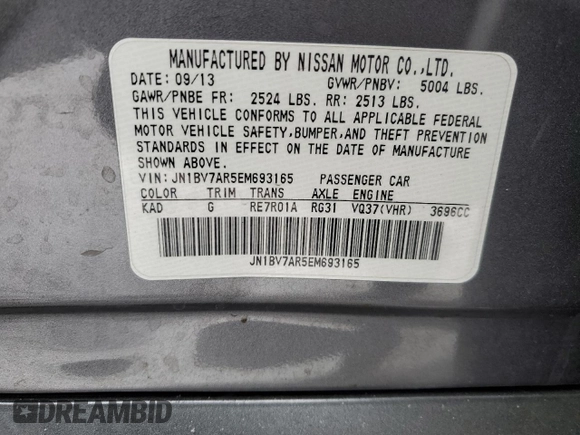 MANUFACTURED BY NISSAN MOTOR CO.,LTD.
DATE: 09/13 GVWR/PNBV: 5004 LBS.
GAWR/PNBE FR: 2524 LBS. RR: 2513 LBS.
THIS VEHICLE CONFORMS TO ALL APPLICABLE FEDERAL
MOTOR VEHICLE SAFETY,BUMPER,AND THEFT PREVENTION
STANDARDS IN EFFECT ON THE DATE OF MANUFACTURE
SHOWN ABOVE.
VIN: JN1BV7AR5EM693165 PASSENGER CAR
COLOR TRIM TRANS AXLE ENGINE
KAD G RE7R01A RG31 VQ37(VHR) 3696CC
JN1BV7AR5EM693165
DREAMBID